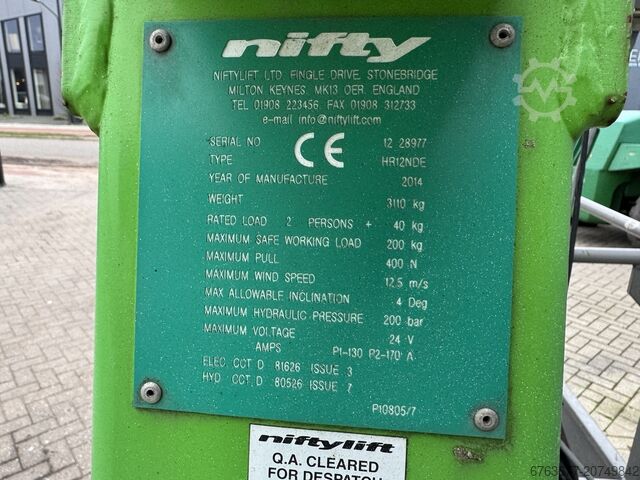 nifty
NIFTYLIFT LTD. FINGLE DRIVE, STONEBRIDGE
MILTON KEYNES, MK13 OER, ENGLAND
TEL 01908 223456, FAX 01908 312733
e-mail info@niftylift.com
CE
SERIAL NO 12 28977
TYPE HR12NDE
YEAR OF MANUFACTURE 2014
WEIGHT 3110 kg
RATED LOAD 2 PERSONS + 40 kg
MAXIMUM SAFE WORKING LOAD 200 kg
MAXIMUM PULL 400 N
MAXIMUM WIND SPEED 12.5 m/s
MAX ALLOWABLE INCLINATION 4 Deg
MAXIMUM HYDRAULIC PRESSURE 200 bar
MAXIMUM VOLTAGE 24 V
AMPS P1-130 P2-170 A
ELEC. CCT. D 81626 ISSUE 3
HYD CCT. D 80526 ISSUE 7
P10805/7
niftylift
Q.A. CLEARED
FOR DESPATCH